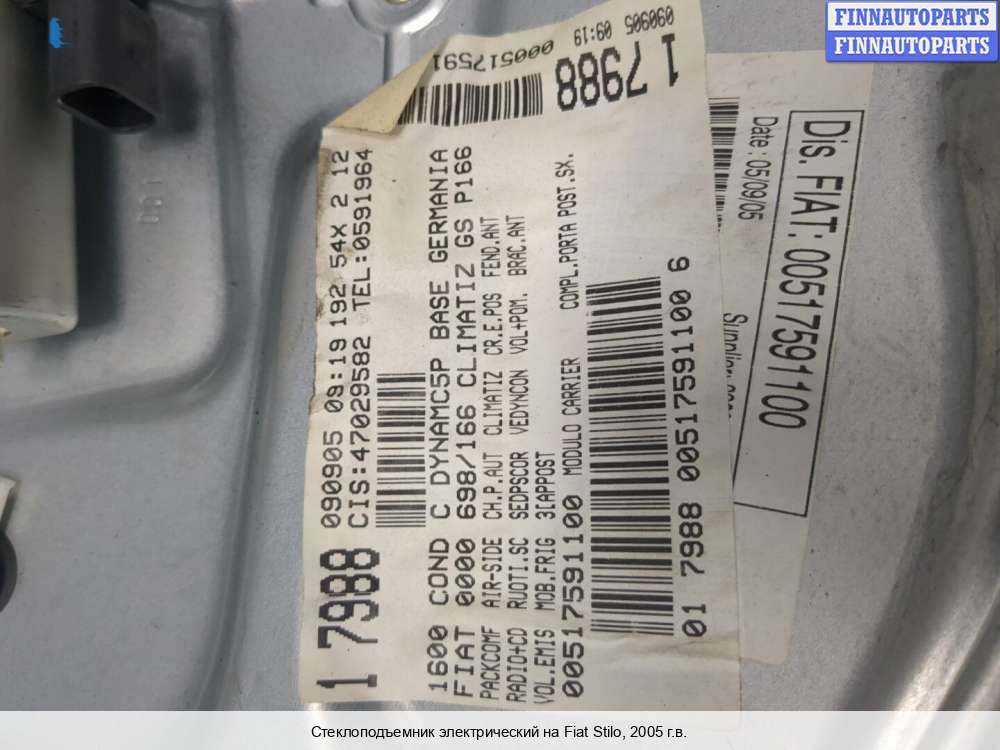 FINNAUTOPARTS
FINNAUTOPARTS
1 7988
090905 09:19 192 54X 2 12
CIS:47029582 TEL:0591964
1600 COND C DYNAMC5P BASE GERMANIA
FIAT 0000 698/166 CLIMATIZ GS P166
PACKCOMF AIR-SIDE CH.P.AUT CLIMATIZ CR.E.POS FEND.ANT
RADIO+CD RUOTI.SC SEDPSCOR VEDYNCON VOL+POM. BRAC.ANT
VOL.EMIS MOB.FRIG 3IAPPOST
00517591100 MODULO CARRIER COMPL.PORTA POST.SX.
01 7988 00517591100 6
000517591
1 7988
090905 09:19
Dis. FIAT: 00517591100
Date : 05/09/05
Supplier:
Стеклоподъемник электрический на Fiat Stilo, 2005 г.в.